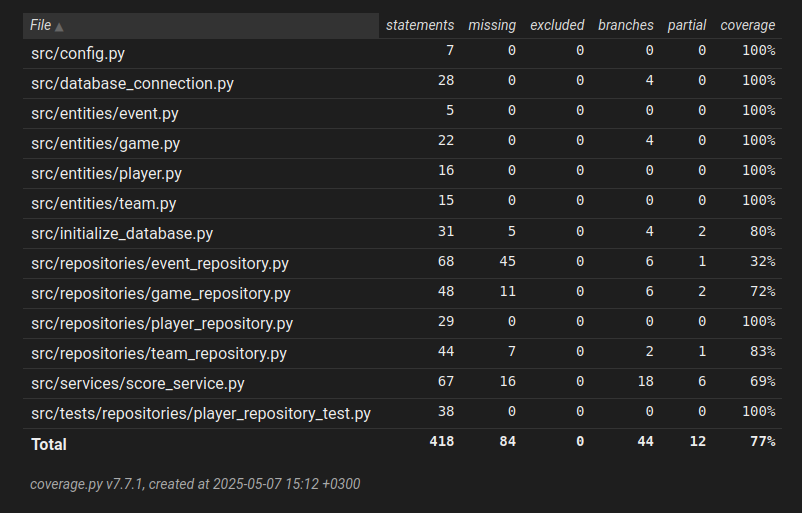 File ▲ statements missing excluded branches partial coverage
src/config.py 7 0 0 0 0 100%
src/database_connection.py 28 0 0 4 0 100%
src/entities/event.py 5 0 0 0 0 100%
src/entities/game.py 22 0 0 4 0 100%
src/entities/player.py 16 0 0 0 0 100%
src/entities/team.py 15 0 0 0 0 100%
src/initialize_database.py 31 5 0 4 2 80%
src/repositories/event_repository.py 68 45 0 6 1 32%
src/repositories/game_repository.py 48 11 0 6 2 72%
src/repositories/player_repository.py 29 0 0 0 0 100%
src/repositories/team_repository.py 44 7 0 2 1 83%
src/services/score_service.py 67 16 0 18 6 69%
src/tests/repositories/player_repository_test.py 38 0 0 0 0 100%
Total 418 84 0 44 12 77%
coverage.py v7.7.1, created at 2025-05-07 15:12 +0300